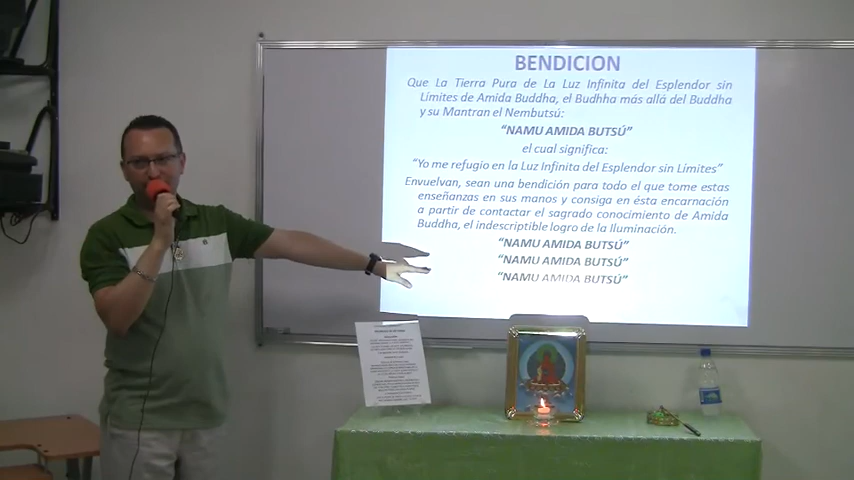 BENDICION
Que La Tierra Pura de La Luz Infinita del Esplendor sin
Límites de Amida Buddha, el Budhha más allá del Buddha
y su Mantran el Nembutsú:
"NAMU AMIDA BUTSÚ"
el cual significa:
"Yo me Refugio en la Luz Infinita del Esplendor sin Límites"
Envuelvan, sean una bendición para todo el que tome estas
enseñanzas en sus manos y consiga en ésta encarnación
a partir de contactar el sagrado conocimiento de Amida
Buddha, el indescriptible logro de la Iluminación.
"NAMU AMIDA BUTSÚ"
"NAMU AMIDA BUTSÚ"
"NAMU AMIDA BUTSÚ"